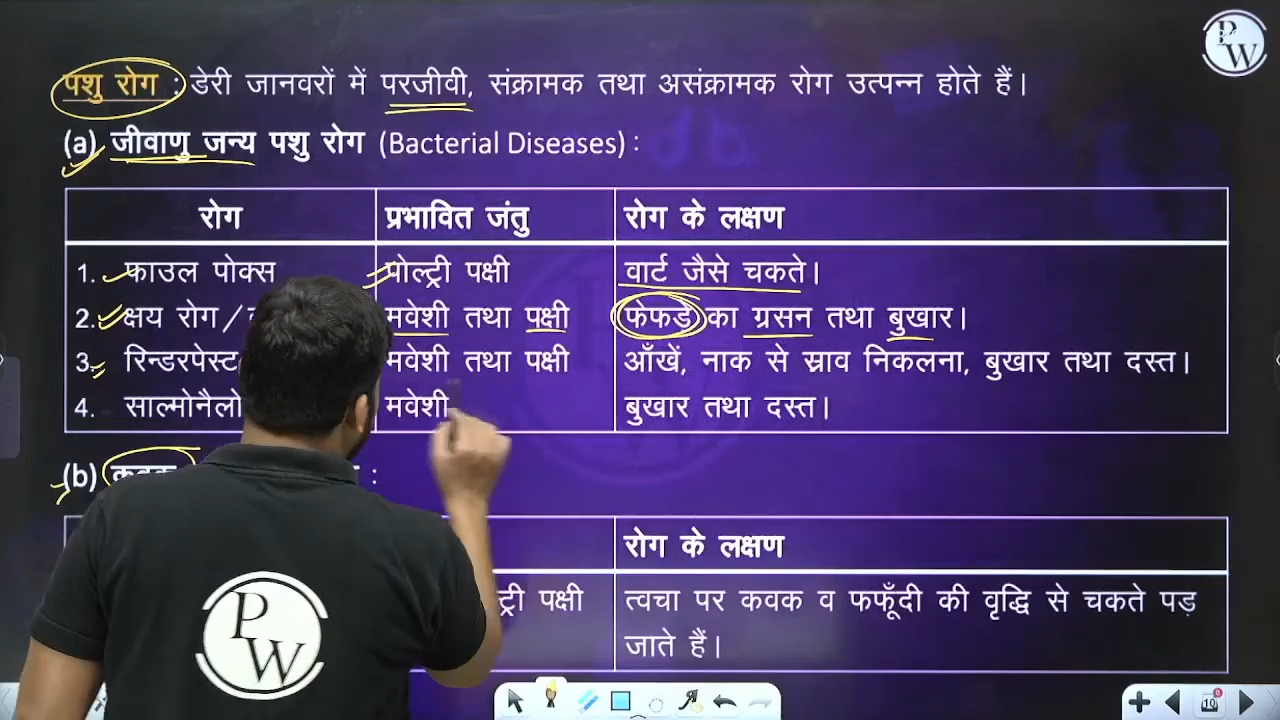 PW
पशु रोग : डेरी जानवरों में परजीवी, संक्रामक तथा असंक्रामक रोग उत्पन्न होते हैं।
(a) जीवाणु जन्य पशु रोग (Bacterial Diseases) :
रोग प्रभावित जंतु रोग के लक्षण
1. फाउल पोक्स पोल्ट्री पक्षी वार्ट जैसे चकते।
2. क्षय रोग/ मवेशी तथा पक्षी फेफड़े का ग्रसन तथा बुखार।
3. रिन्डरपेस्ट मवेशी तथा पक्षी आँखें, नाक से स्राव निकलना, बुखार तथा दस्त।
4. मवेशी बुखार तथा दस्त।
(b) :
रोग के लक्षण
पक्षी त्वचा पर कवक व फफूँदी की वृद्धि से चकते पड़
जाते हैं।
PW
10